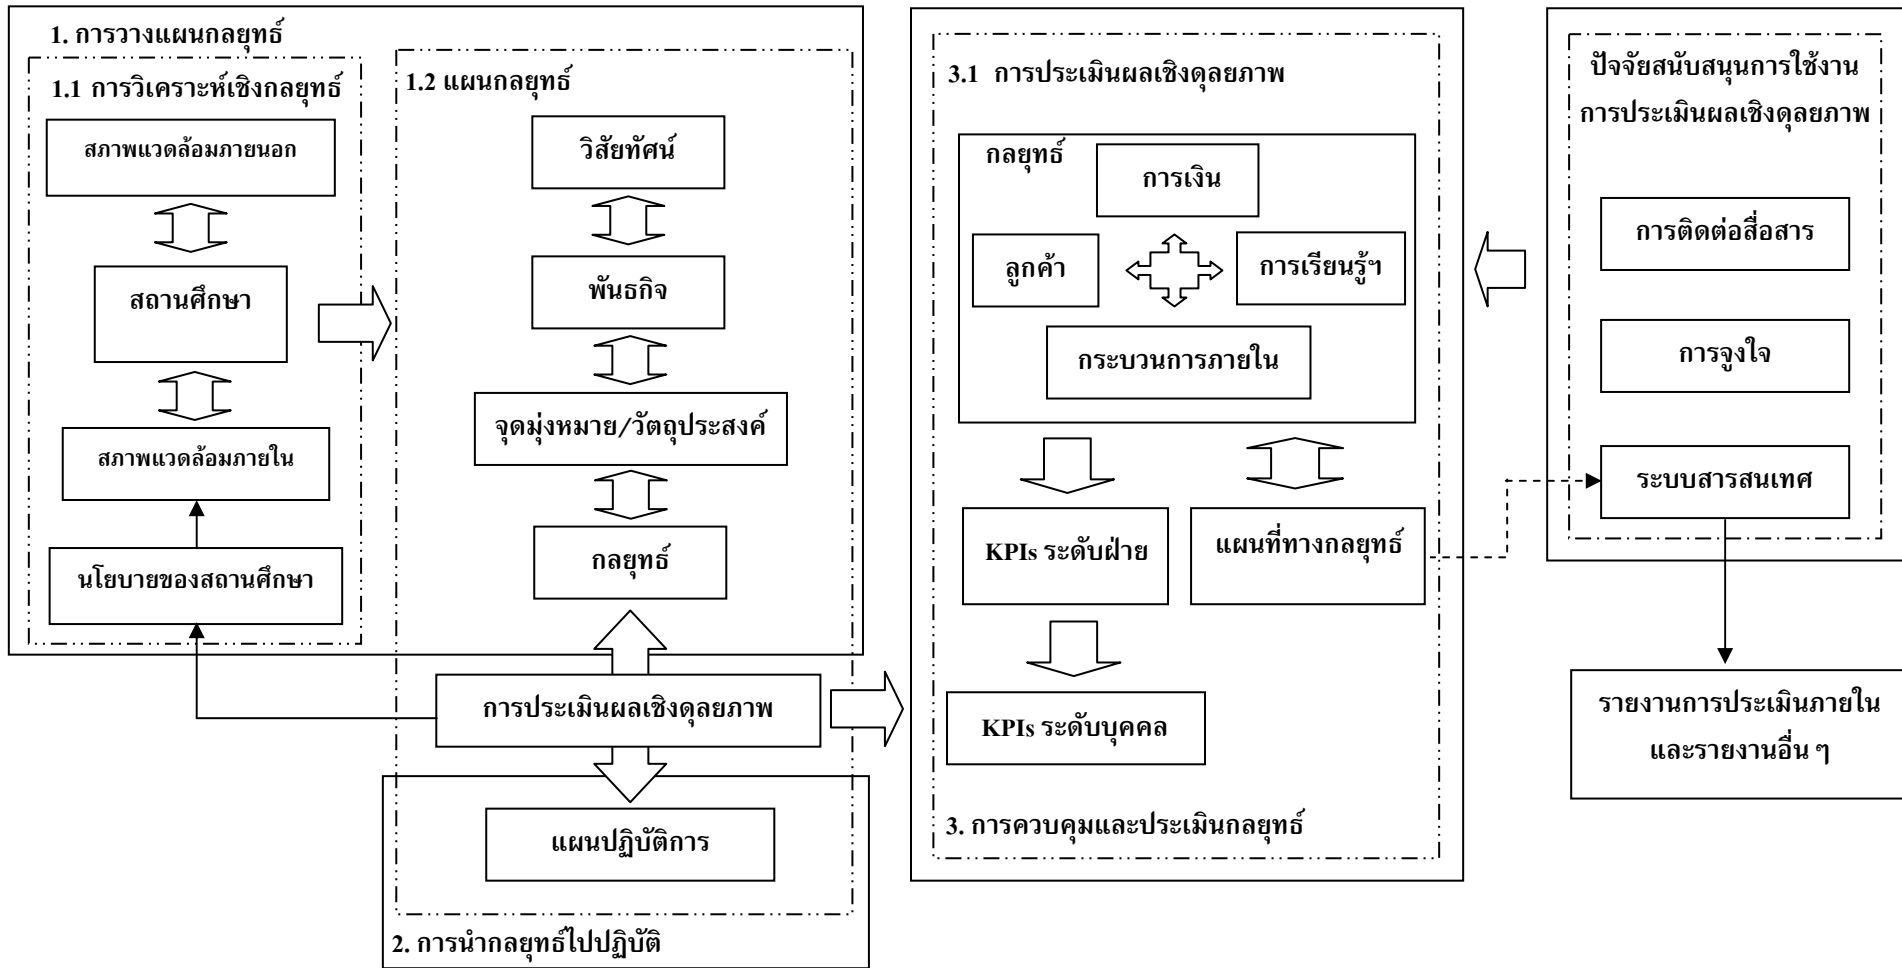 1. การวางแผนกลยุทธ์
1.1 การวิเคราะห์เชิงกลยุทธ์
สภาพแวดล้อมภายนอก
สถานศึกษา
สภาพแวดล้อมภายใน
นโยบายของสถานศึกษา
1.2 แผนกลยุทธ์
วิสัยทัศน์
พันธกิจ
จุดมุ่งหมาย/วัตถุประสงค์
กลยุทธ์
การประเมินผลเชิงดุลยภาพ
แผนปฏิบัติการ
2. การนำกลยุทธ์ไปปฏิบัติ
3.1 การประเมินผลเชิงดุลยภาพ
กลยุทธ์
การเงิน
ลูกค้า
การเรียนรู้ฯ
กระบวนการภายใน
KPIs ระดับฝ่าย
แผนที่ทางกลยุทธ์
KPIs ระดับบุคคล
3. การควบคุมและประเมินกลยุทธ์
ปัจจัยสนับสนุนการใช้งาน
การประเมินผลเชิงดุลยภาพ
การติดต่อสื่อสาร
การจูงใจ
ระบบสารสนเทศ
รายงานการประเมินภายใน
และรายงานอื่น ๆ